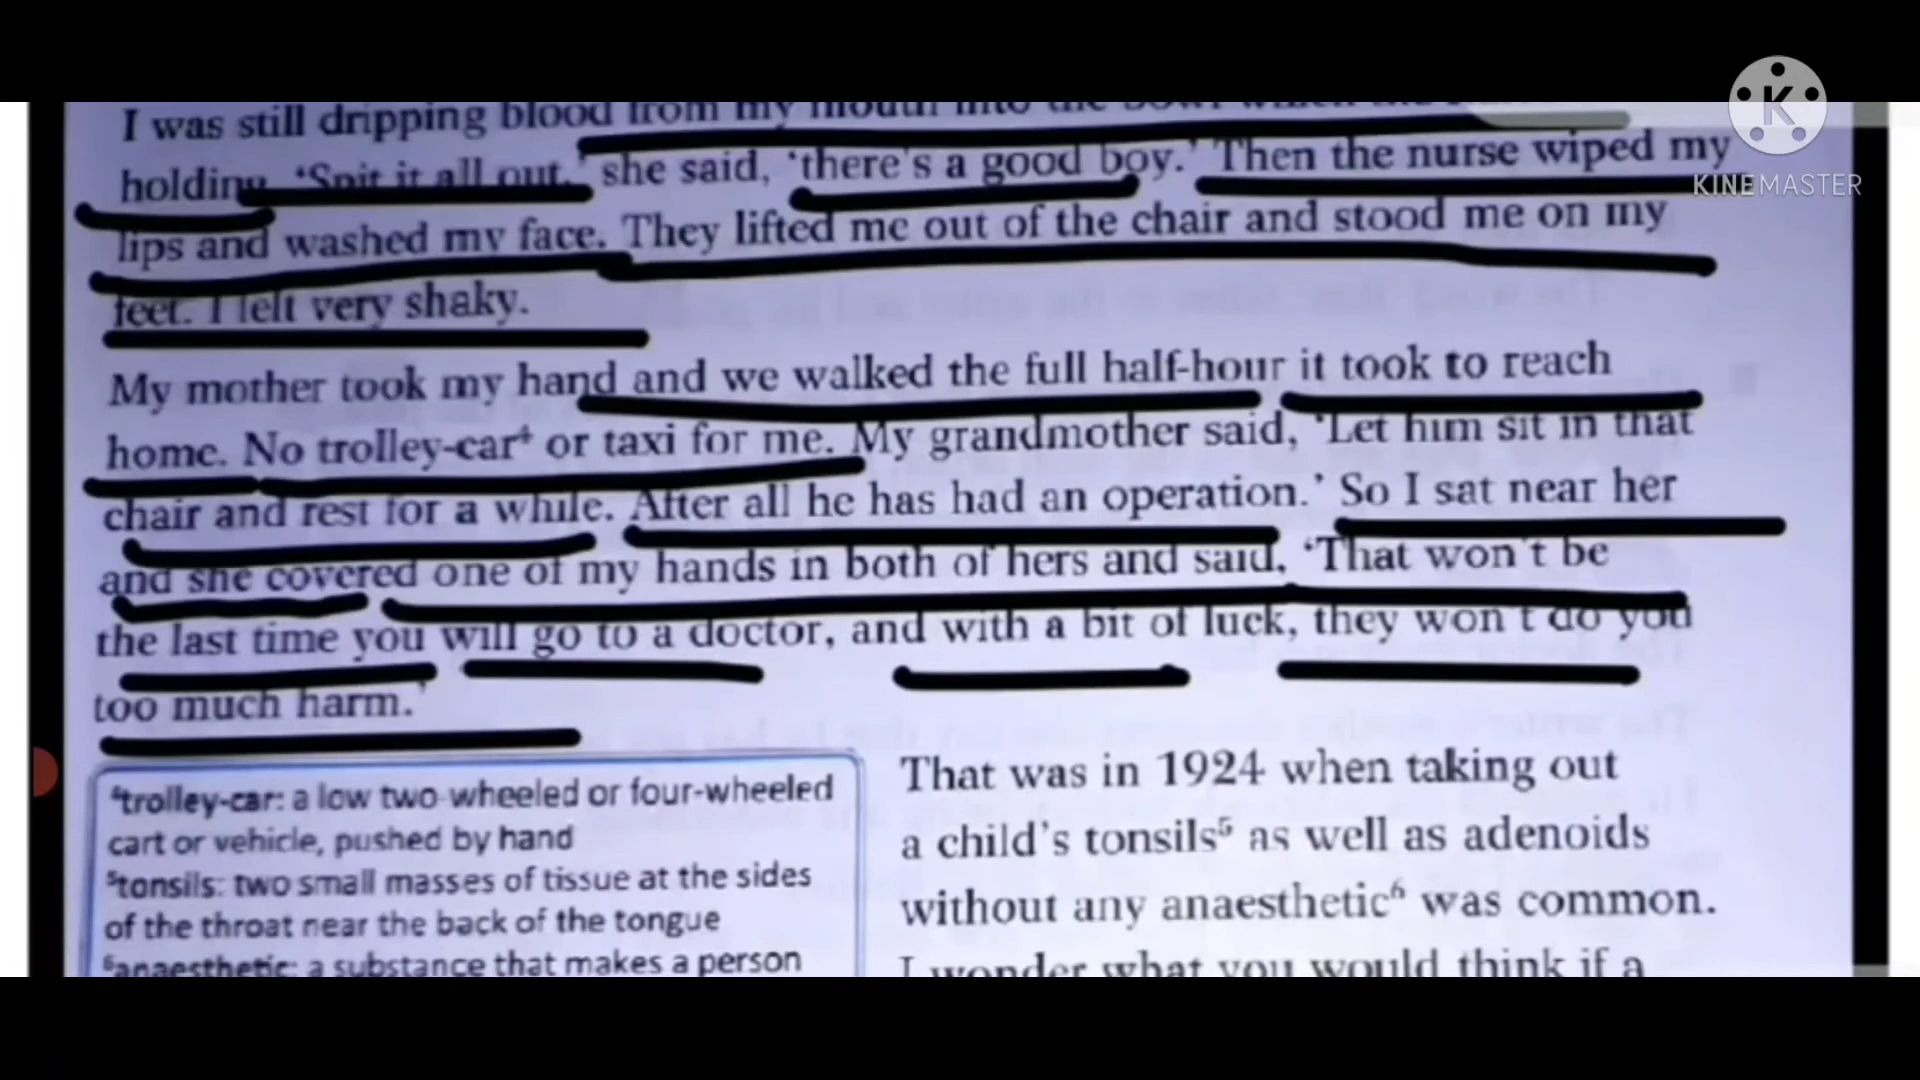 I was still dripping blood from my mouth into the bowl which the
holding. 'Spit it all out,' she said, 'there's a good boy.' Then the nurse wiped my
lips and washed my face. They lifted me out of the chair and stood me on my
feet. I felt very shaky.
My mother took my hand and we walked the full half-hour it took to reach
home. No trolley-car⁴ or taxi for me. My grandmother said, 'Let him sit in that
chair and rest for a while. After all he has had an operation.' So I sat near her
and she covered one of my hands in both of hers and said, 'That won't be
the last time you will go to a doctor, and with a bit of luck, they won't do you
too much harm.'
⁴trolley-car: a low two wheeled or four-wheeled
cart or vehicle, pushed by hand
⁵tonsils: two small masses of tissue at the sides
of the throat near the back of the tongue
⁶anaesthetic: a substance that makes a person
That was in 1924 when taking out
a child's tonsils⁵ as well as adenoids
without any anaesthetic⁶ was common.
I wonder what you would think if a
K
KINEMASTER